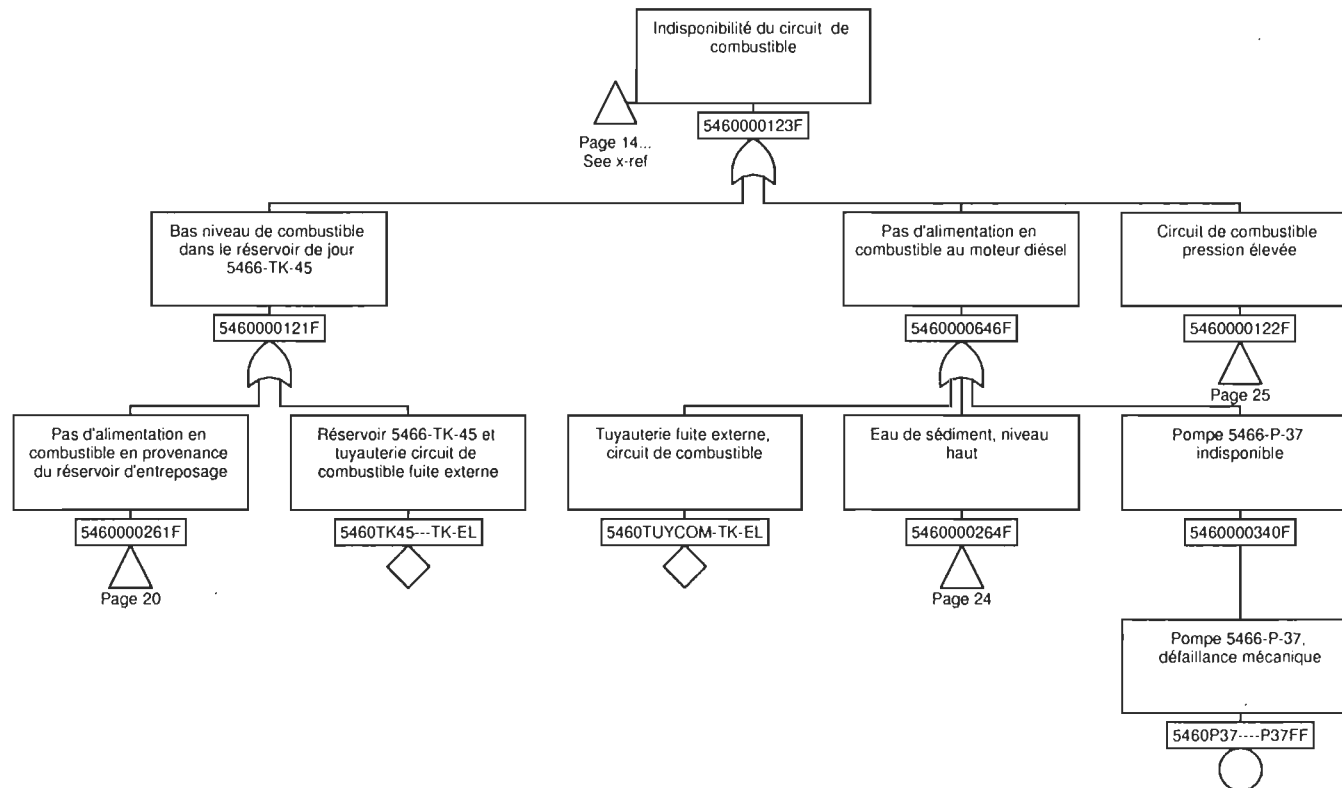 Indisponibilité du circuit de
combustible
5460000123F
Page 14...
See x-ref
Bas niveau de combustible
dans le réservoir de jour
5466-TK-45
5460000121F
Pas d'alimentation en
combustible au moteur diésel
5460000646F
Circuit de combustible
pression élevée
5460000122F
Page 25
Pas d'alimentation en
combustible en provenance
du réservoir d'entreposage
5460000261F
Page 20
Réservoir 5466-TK-45 et
tuyauterie circuit de
combustible fuite externe
5460TK45---TK-EL
Tuyauterie fuite externe,
circuit de combustible
5460TUYCOM-TK-EL
Eau de sédiment, niveau
haut
5460000264F
Page 24
Pompe 5466-P-37
indisponible
5460000340F
Pompe 5466-P-37,
défaillance mécanique
5460P37----P37FF